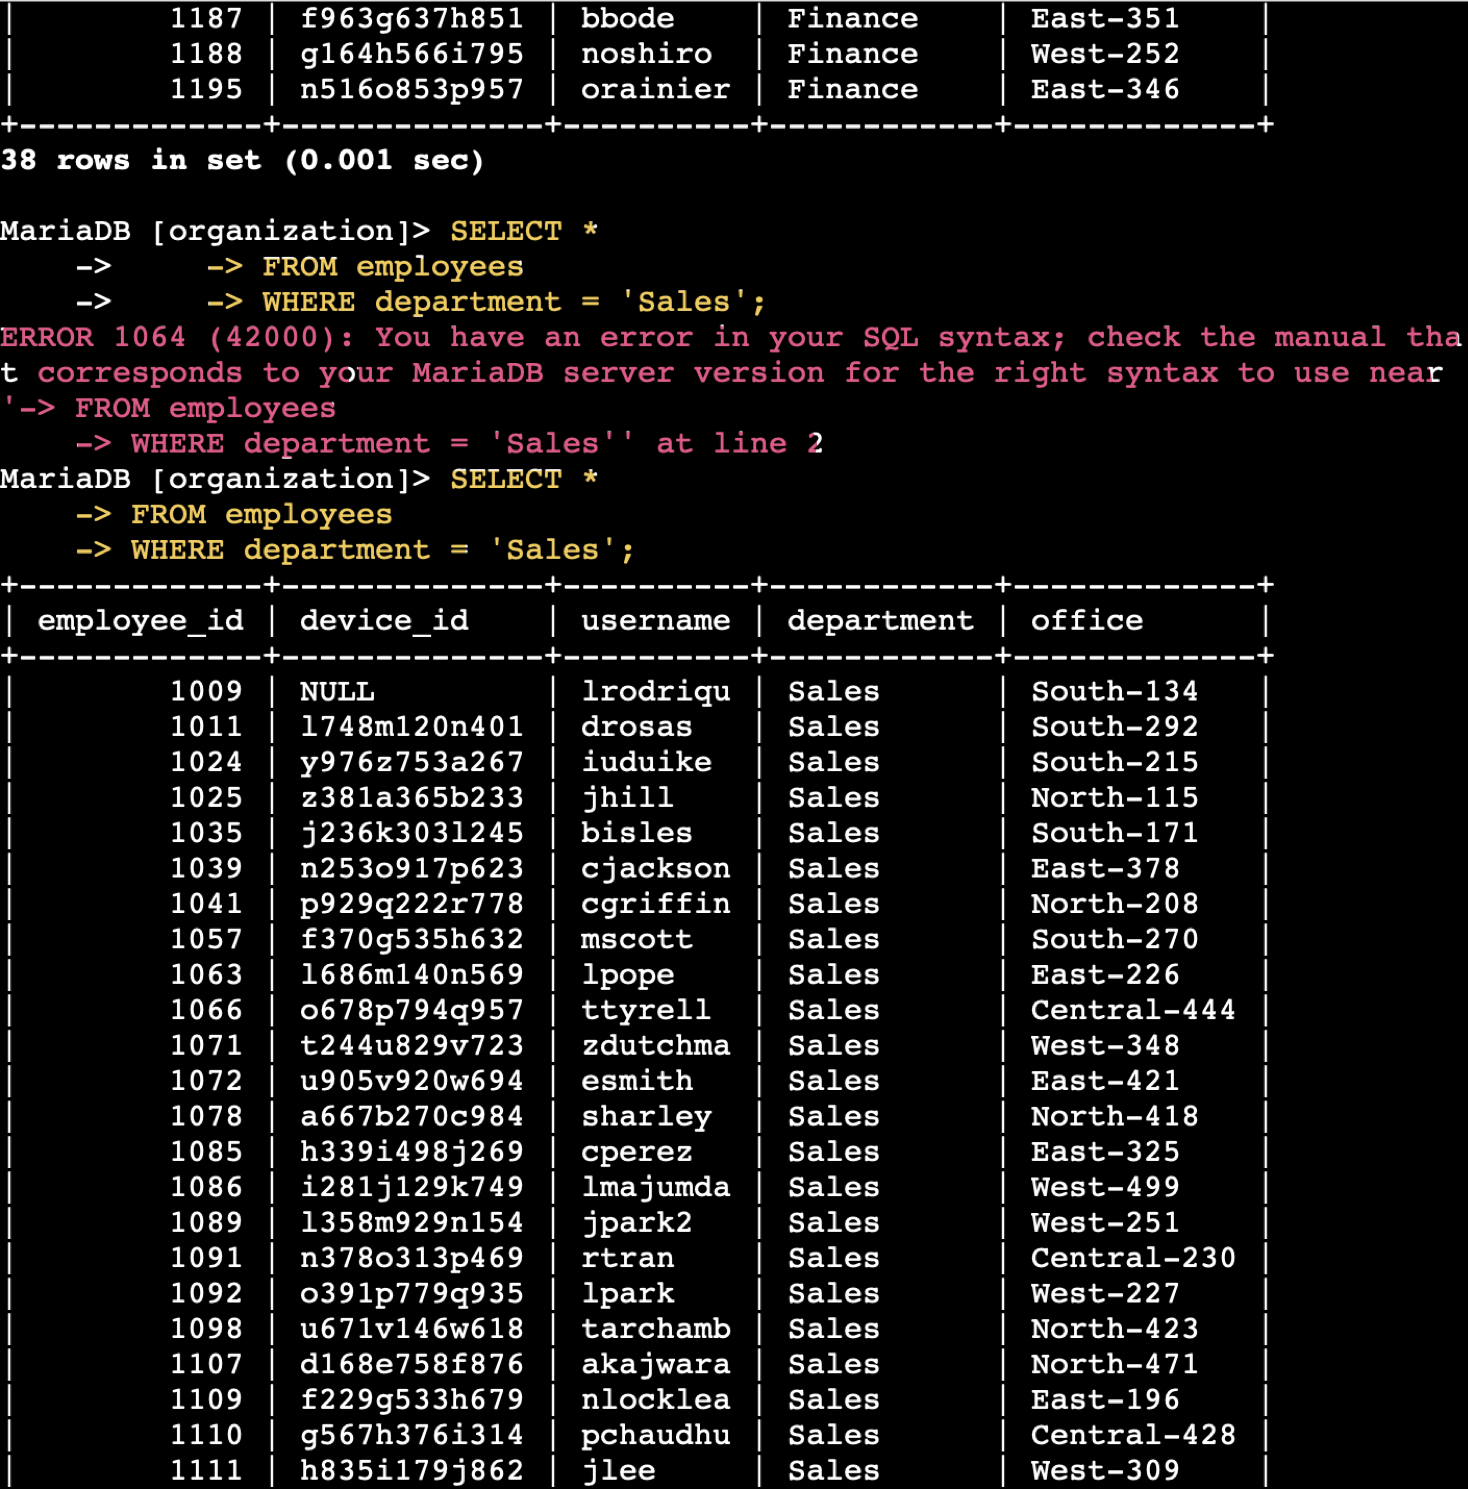 |        1187 | f963g637h851 | bbode    | Finance    | East-351    |
|        1188 | g164h566i795 | noshiro  | Finance    | West-252    |
|        1195 | n516o853p957 | orainier | Finance    | East-346    |
+-------------+--------------+----------+------------+-------------+
38 rows in set (0.001 sec)

MariaDB [organization]> SELECT *
    ->     -> FROM employees
    ->     -> WHERE department = 'Sales';
ERROR 1064 (42000): You have an error in your SQL syntax; check the manual tha
t corresponds to your MariaDB server version for the right syntax to use near
'-> FROM employees
    -> WHERE department = 'Sales'' at line 2
MariaDB [organization]> SELECT *
    -> FROM employees
    -> WHERE department = 'Sales';
+-------------+--------------+----------+------------+-------------+
| employee_id | device_id    | username | department | office      |
+-------------+--------------+----------+------------+-------------+
|        1009 | NULL         | lrodriqu | Sales      | South-134   |
|        1011 | l748m120n401 | drosas   | Sales      | South-292   |
|        1024 | y976z753a267 | iuduike  | Sales      | South-215   |
|        1025 | z381a365b233 | jhill    | Sales      | North-115   |
|        1035 | j236k303l245 | bisles   | Sales      | South-171   |
|        1039 | n253o917p623 | cjackson | Sales      | East-378    |
|        1041 | p929q222r778 | cgriffin | Sales      | North-208   |
|        1057 | f370g535h632 | mscott   | Sales      | South-270   |
|        1063 | l686m140n569 | lpope    | Sales      | East-226    |
|        1066 | o678p794q957 | ttyrell  | Sales      | Central-444 |
|        1071 | t244u829v723 | zdutchma | Sales      | West-348    |
|        1072 | u905v920w694 | esmith   | Sales      | East-421    |
|        1078 | a667b270c984 | sharley  | Sales      | North-418   |
|        1085 | h339i498j269 | cperez   | Sales      | East-325    |
|        1086 | i281j129k749 | lmajumda | Sales      | West-499    |
|        1089 | l358m929n154 | jpark2   | Sales      | West-251    |
|        1091 | n378o313p469 | rtran    | Sales      | Central-230 |
|        1092 | o391p779q935 | lpark    | Sales      | West-227    |
|        1098 | u671v146w618 | tarchamb | Sales      | North-423   |
|        1107 | d168e758f876 | akajwara | Sales      | North-471   |
|        1109 | f229g533h679 | nlocklea | Sales      | East-196    |
|        1110 | g567h376i314 | pchaudhu | Sales      | Central-428 |
|        1111 | h835i179j862 | jlee     | Sales      | West-309    |